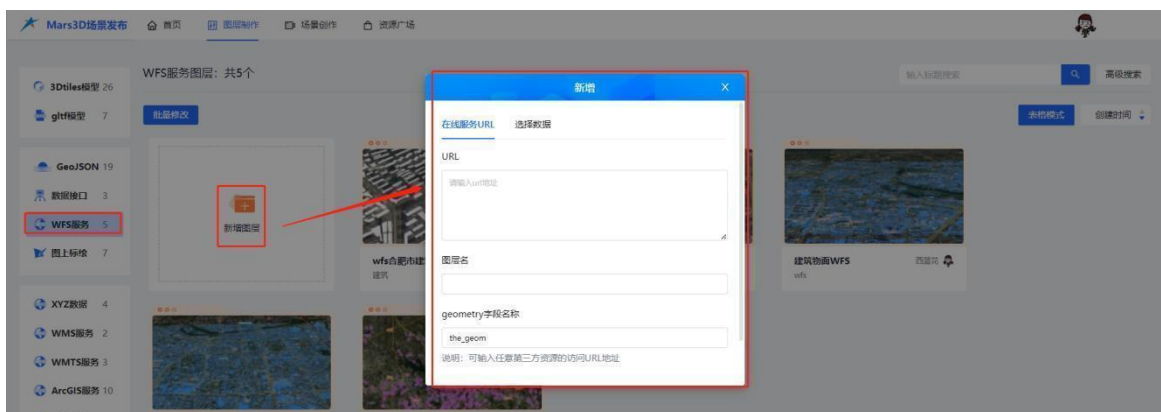 Mars3D场景发布 首页 图层制作 场景创作 资源广场
WFS服务图层：共5个
输入标题搜索
高级搜索
批量修改
表格模式
创建时间
3Dtiles模型 26
gltf模型 7
GeoJSON 19
数据接口 3
WFS服务 5
图上标绘 7
XYZ数据 4
WMS服务 2
WMTS服务 3
ArcGIS服务 10
新增图层
wfs合肥市建
建筑
建筑物面WFS
西蓝花
wfs
新增 X
在线服务URL 选择数据
URL
请输入url地址
图层名
geometry字段名称
the_geom
说明：可输入任意第三方资源的访问URL地址